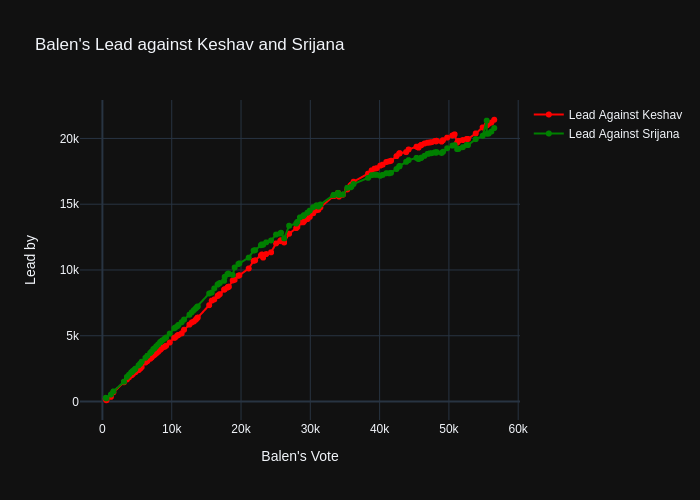 Balen's Lead against Keshav and Srijana
Lead Against Keshav
Lead Against Srijana
20k
15k
10k
5k
0
Lead by
0 10k 20k 30k 40k 50k 60k
Balen's Vote